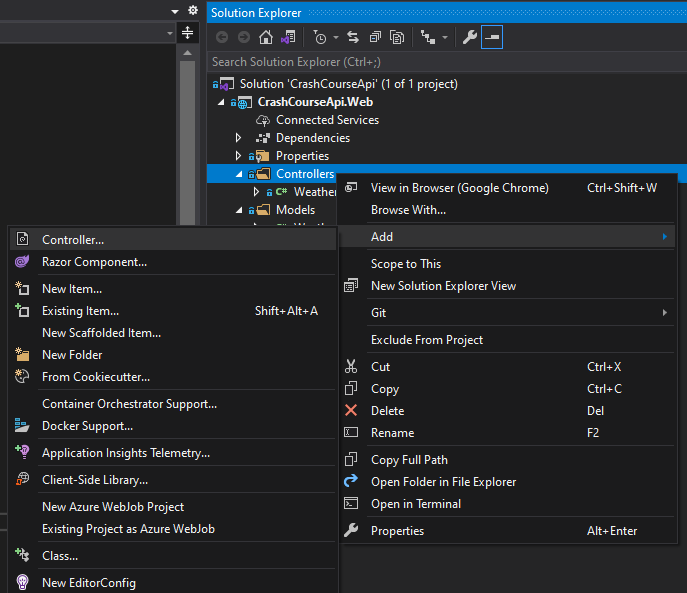 Solution Explorer
Search Solution Explorer (Ctrl+;)
Solution 'CrashCourseApi' (1 of 1 project)
CrashCourseApi.Web
Connected Services
Dependencies
Properties
Controllers
C# Weather
Models
View in Browser (Google Chrome) Ctrl+Shift+W
Browse With...
Add
Scope to This
New Solution Explorer View
Git
Exclude From Project
Cut Ctrl+X
Copy Ctrl+C
Delete Del
Rename F2
Copy Full Path
Open Folder in File Explorer
Open in Terminal
Properties Alt+Enter
Controller...
Razor Component...
New Item...
Existing Item... Shift+Alt+A
New Scaffolded Item...
New Folder
From Cookiecutter...
Container Orchestrator Support...
Docker Support...
Application Insights Telemetry...
Client-Side Library...
New Azure WebJob Project
Existing Project as Azure WebJob
Class...
New EditorConfig